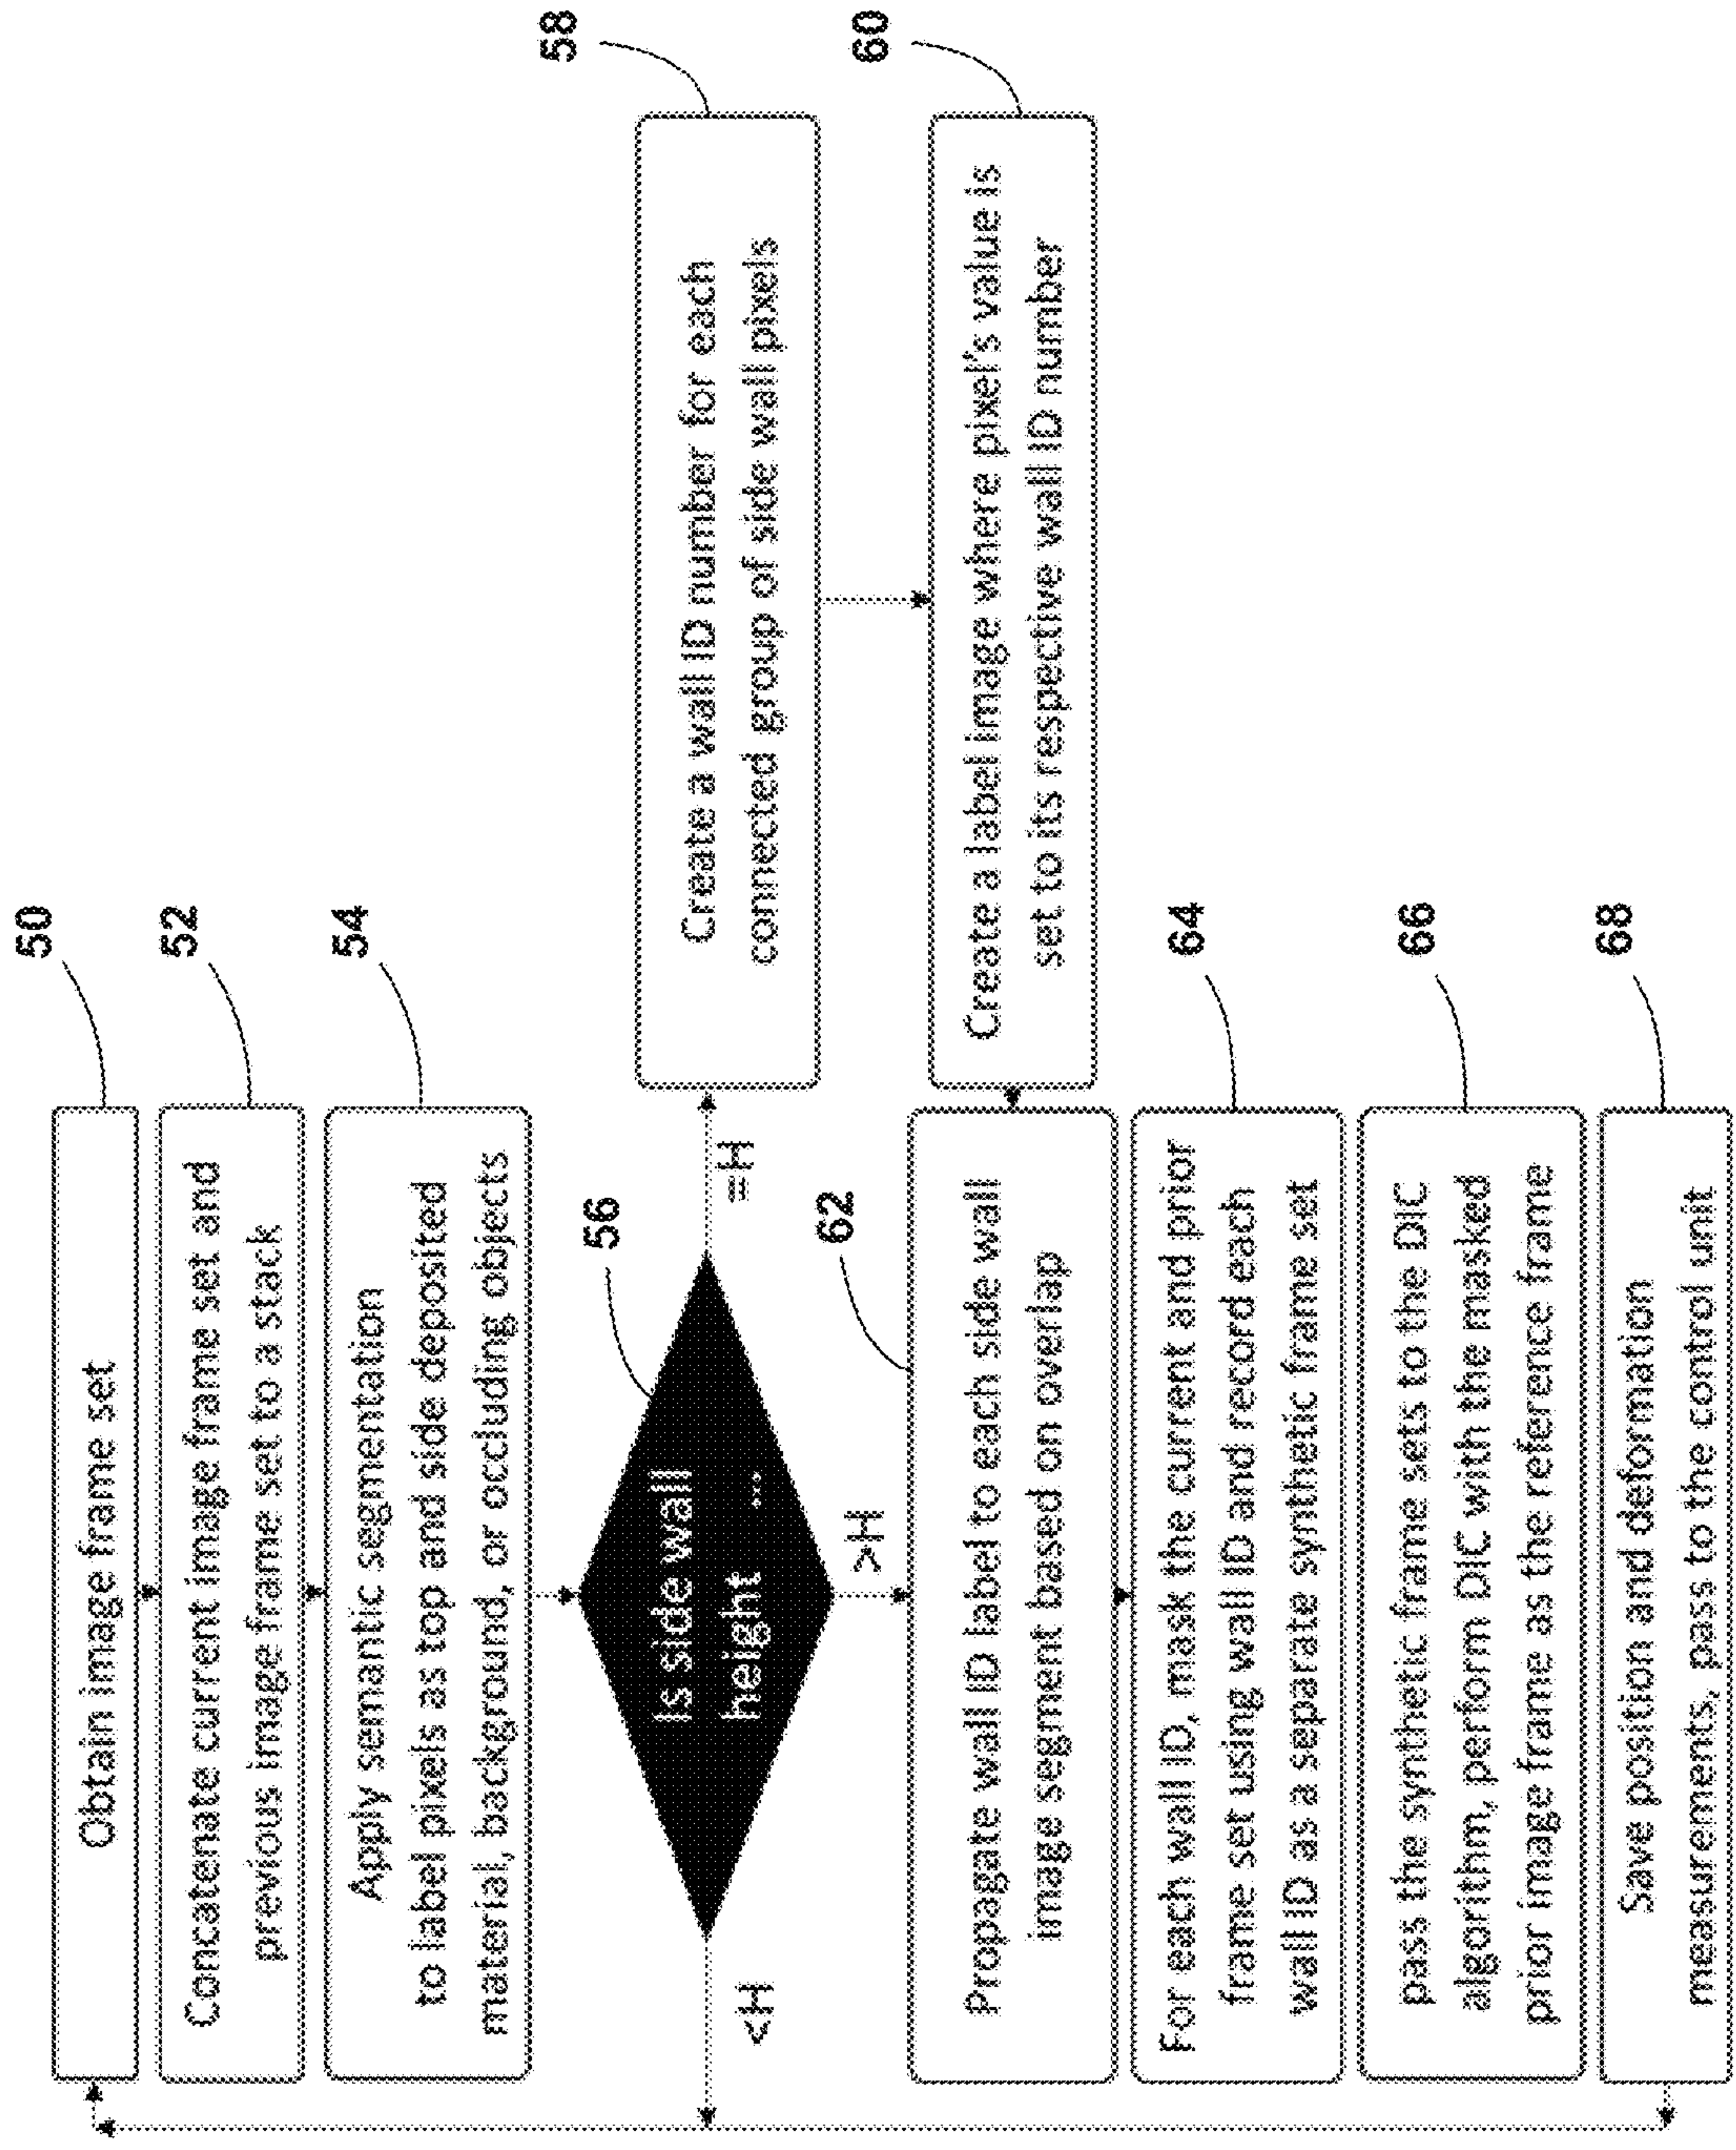 50
Obtain image frame set
52
Concatenate current image frame set and
previous image frame set to a stack
54
Apply semantic segmentation
to label pixels as top and side deposited
material, background, or occluding objects
56
Is side wall
height ...
<H
=H
>H
58
Create a wall ID number for each
connected group of side wall pixels
60
Create a label image where pixel's value is
set to its respective wall ID number
62
Propagate wall ID label to each side wall
image segment based on overlap
64
For each wall ID, mask the current and prior
frame set using wall ID and record each
wall ID as a separate synthetic frame set
66
pass the synthetic frame sets to the DIC
algorithm, perform DIC with the masked
prior image frame as the reference frame
68
Save position and deformation
measurements, pass to the control unit